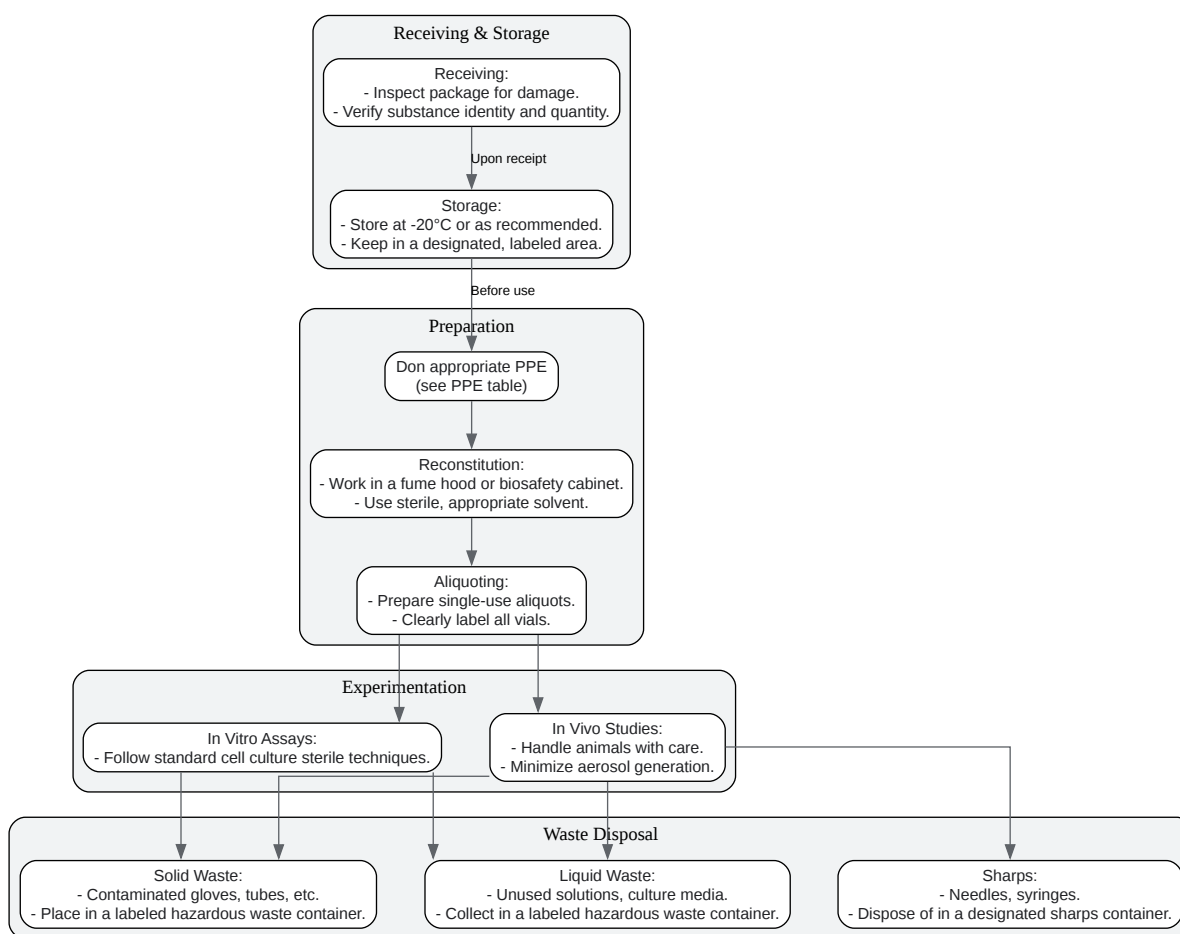 Receiving & Storage
Receiving:
- Inspect package for damage.
- Verify substance identity and quantity.
Upon receipt
Storage:
- Store at -20°C or as recommended.
- Keep in a designated, labeled area.
Before use
Preparation
Don appropriate PPE
(see PPE table)
Reconstitution:
- Work in a fume hood or biosafety cabinet.
- Use sterile, appropriate solvent.
Aliquoting:
- Prepare single-use aliquots.
- Clearly label all vials.
Experimentation
In Vitro Assays:
- Follow standard cell culture sterile techniques.
In Vivo Studies:
- Handle animals with care.
- Minimize aerosol generation.
Waste Disposal
Solid Waste:
- Contaminated gloves, tubes, etc.
- Place in a labeled hazardous waste container.
Liquid Waste:
- Unused solutions, culture media.
- Collect in a labeled hazardous waste container.
Sharps:
- Needles, syringes.
- Dispose of in a designated sharps container.